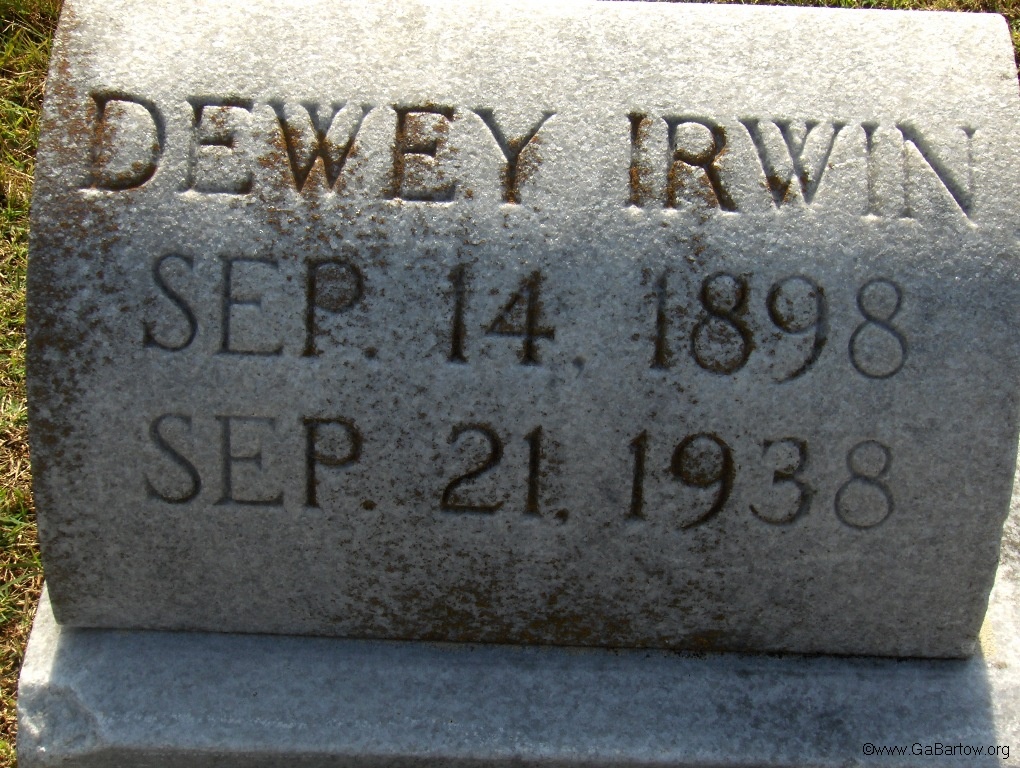 DEWEY IRWIN
SEP. 14, 1898
SEP. 21, 1938
©www.GaBartow.org